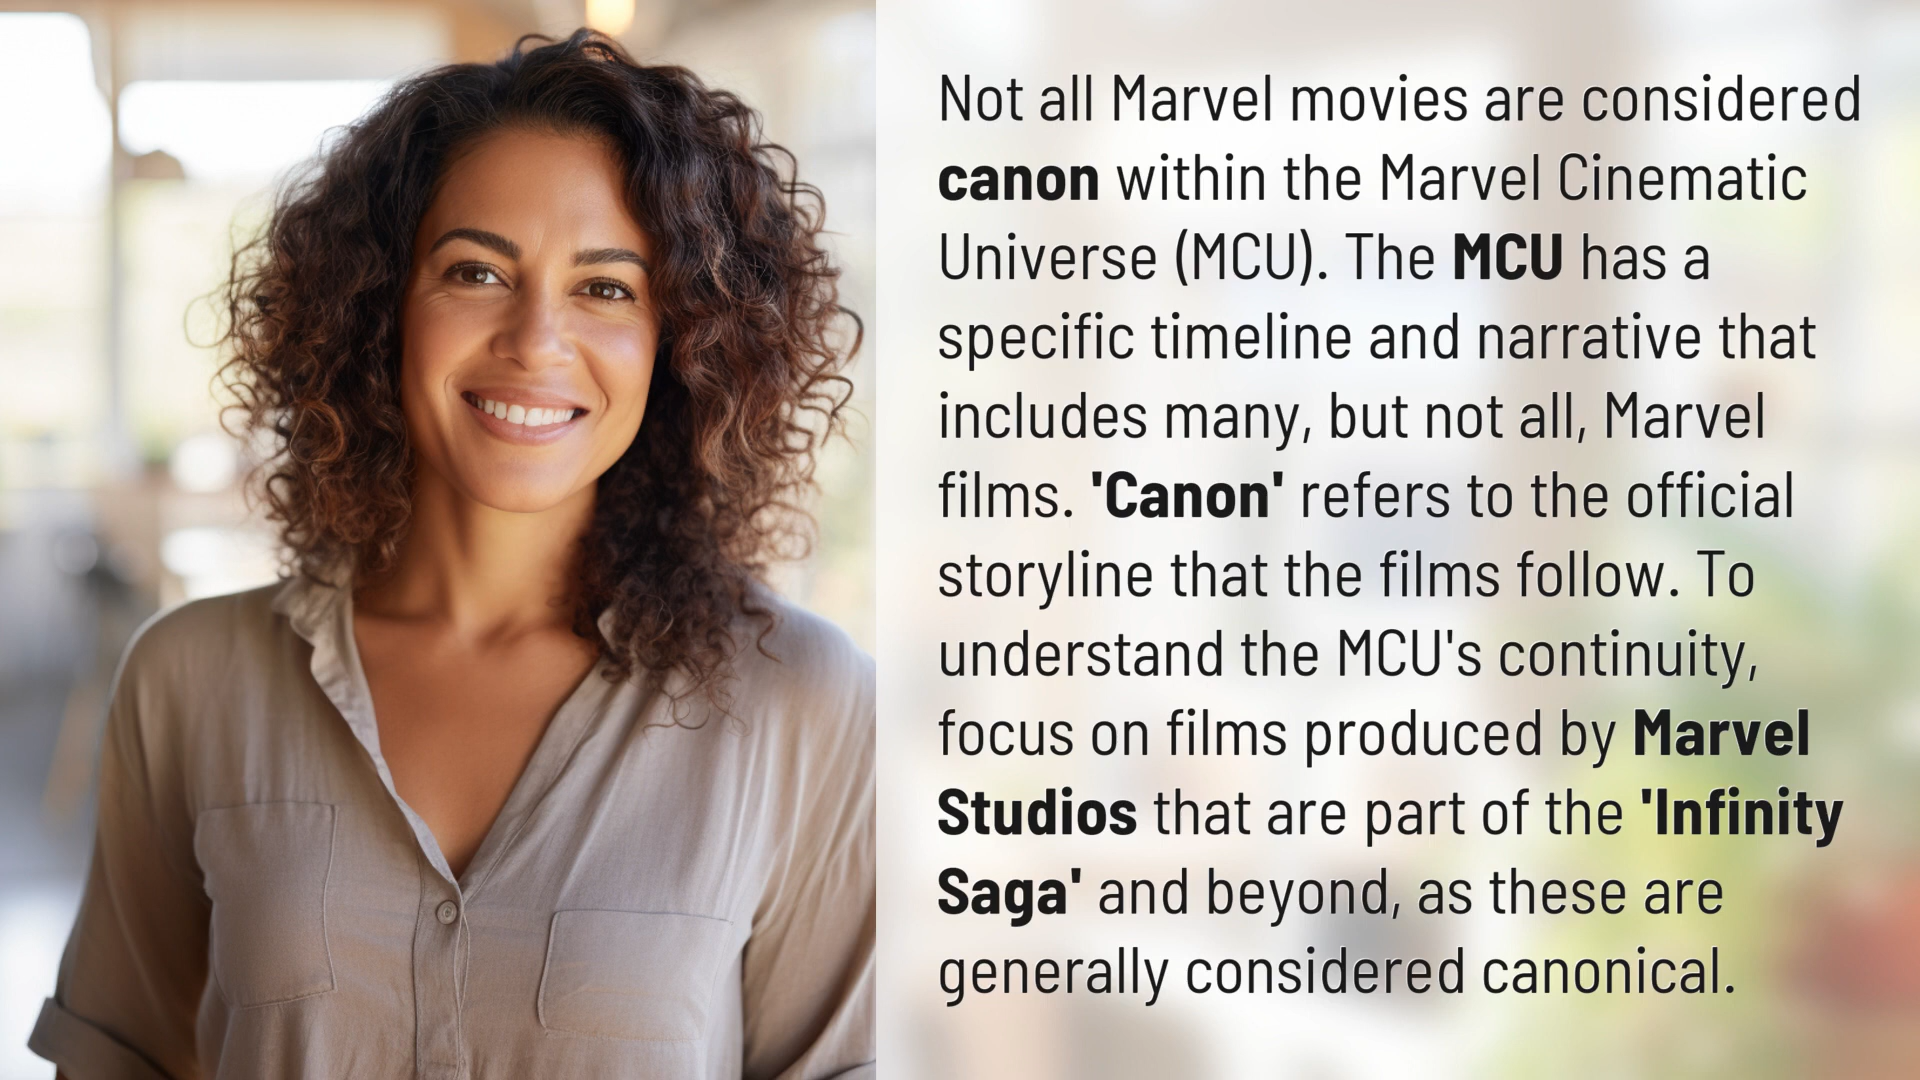 Not all Marvel movies are considered
canon within the Marvel Cinematic
Universe (MCU). The MCU has a
specific timeline and narrative that
includes many, but not all, Marvel
films. 'Canon' refers to the official
storyline that the films follow. To
understand the MCU's continuity,
focus on films produced by Marvel
Studios that are part of the 'Infinity
Saga' and beyond, as these are
generally considered canonical.